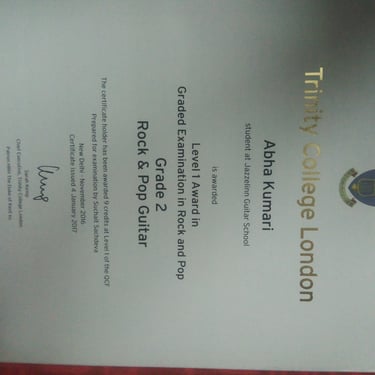 Trinity College London
Abha Kumari
student at Jazzelinn Guitar School
is awarded
Level 1 Award in
Graded Examination in Rock and Pop
Grade 2
Rock & Pop Guitar
The certificate holder has been awarded 9 credits at Level 1 of the QCF
Prepared for examination by Suchait Sachdeva
New Delhi - November 2016
Certificate issued 4 January 2017
Sarah Kemp
Chief Executive, Trinity College London
Patron HRH The Duke of Kent KG